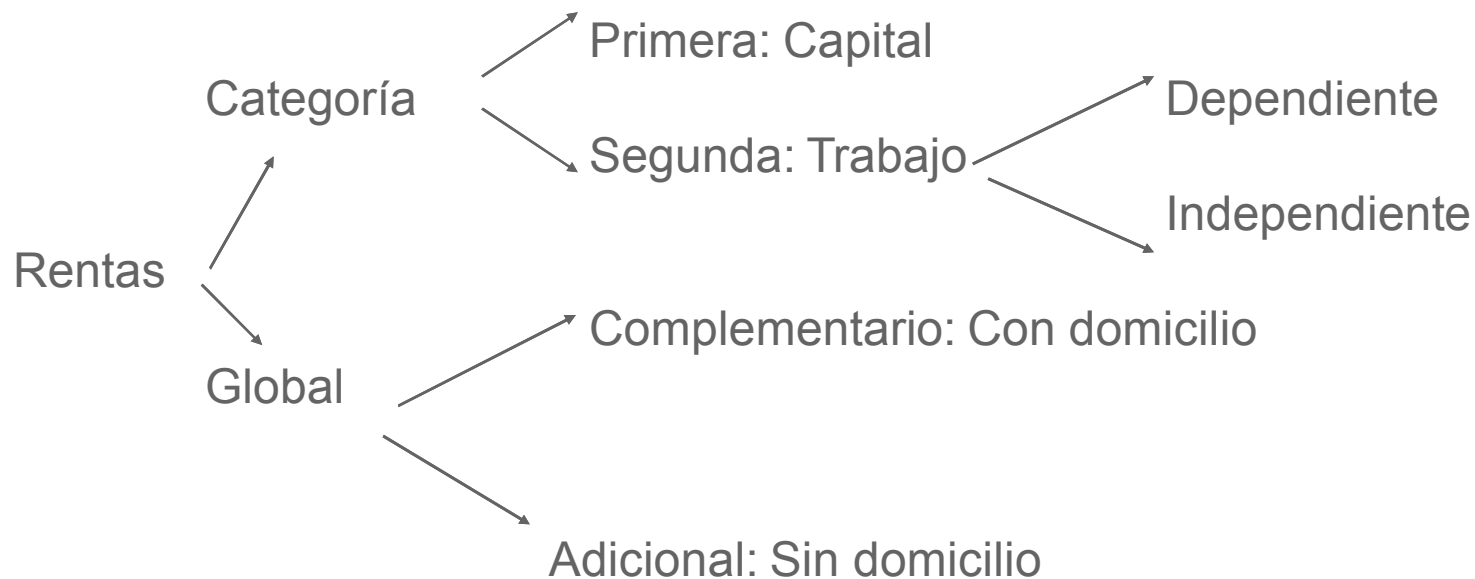 Primera: Capital
Categoría
Dependiente
Segunda: Trabajo
Independiente
Rentas
Complementario: Con domicilio
Global
Adicional: Sin domicilio